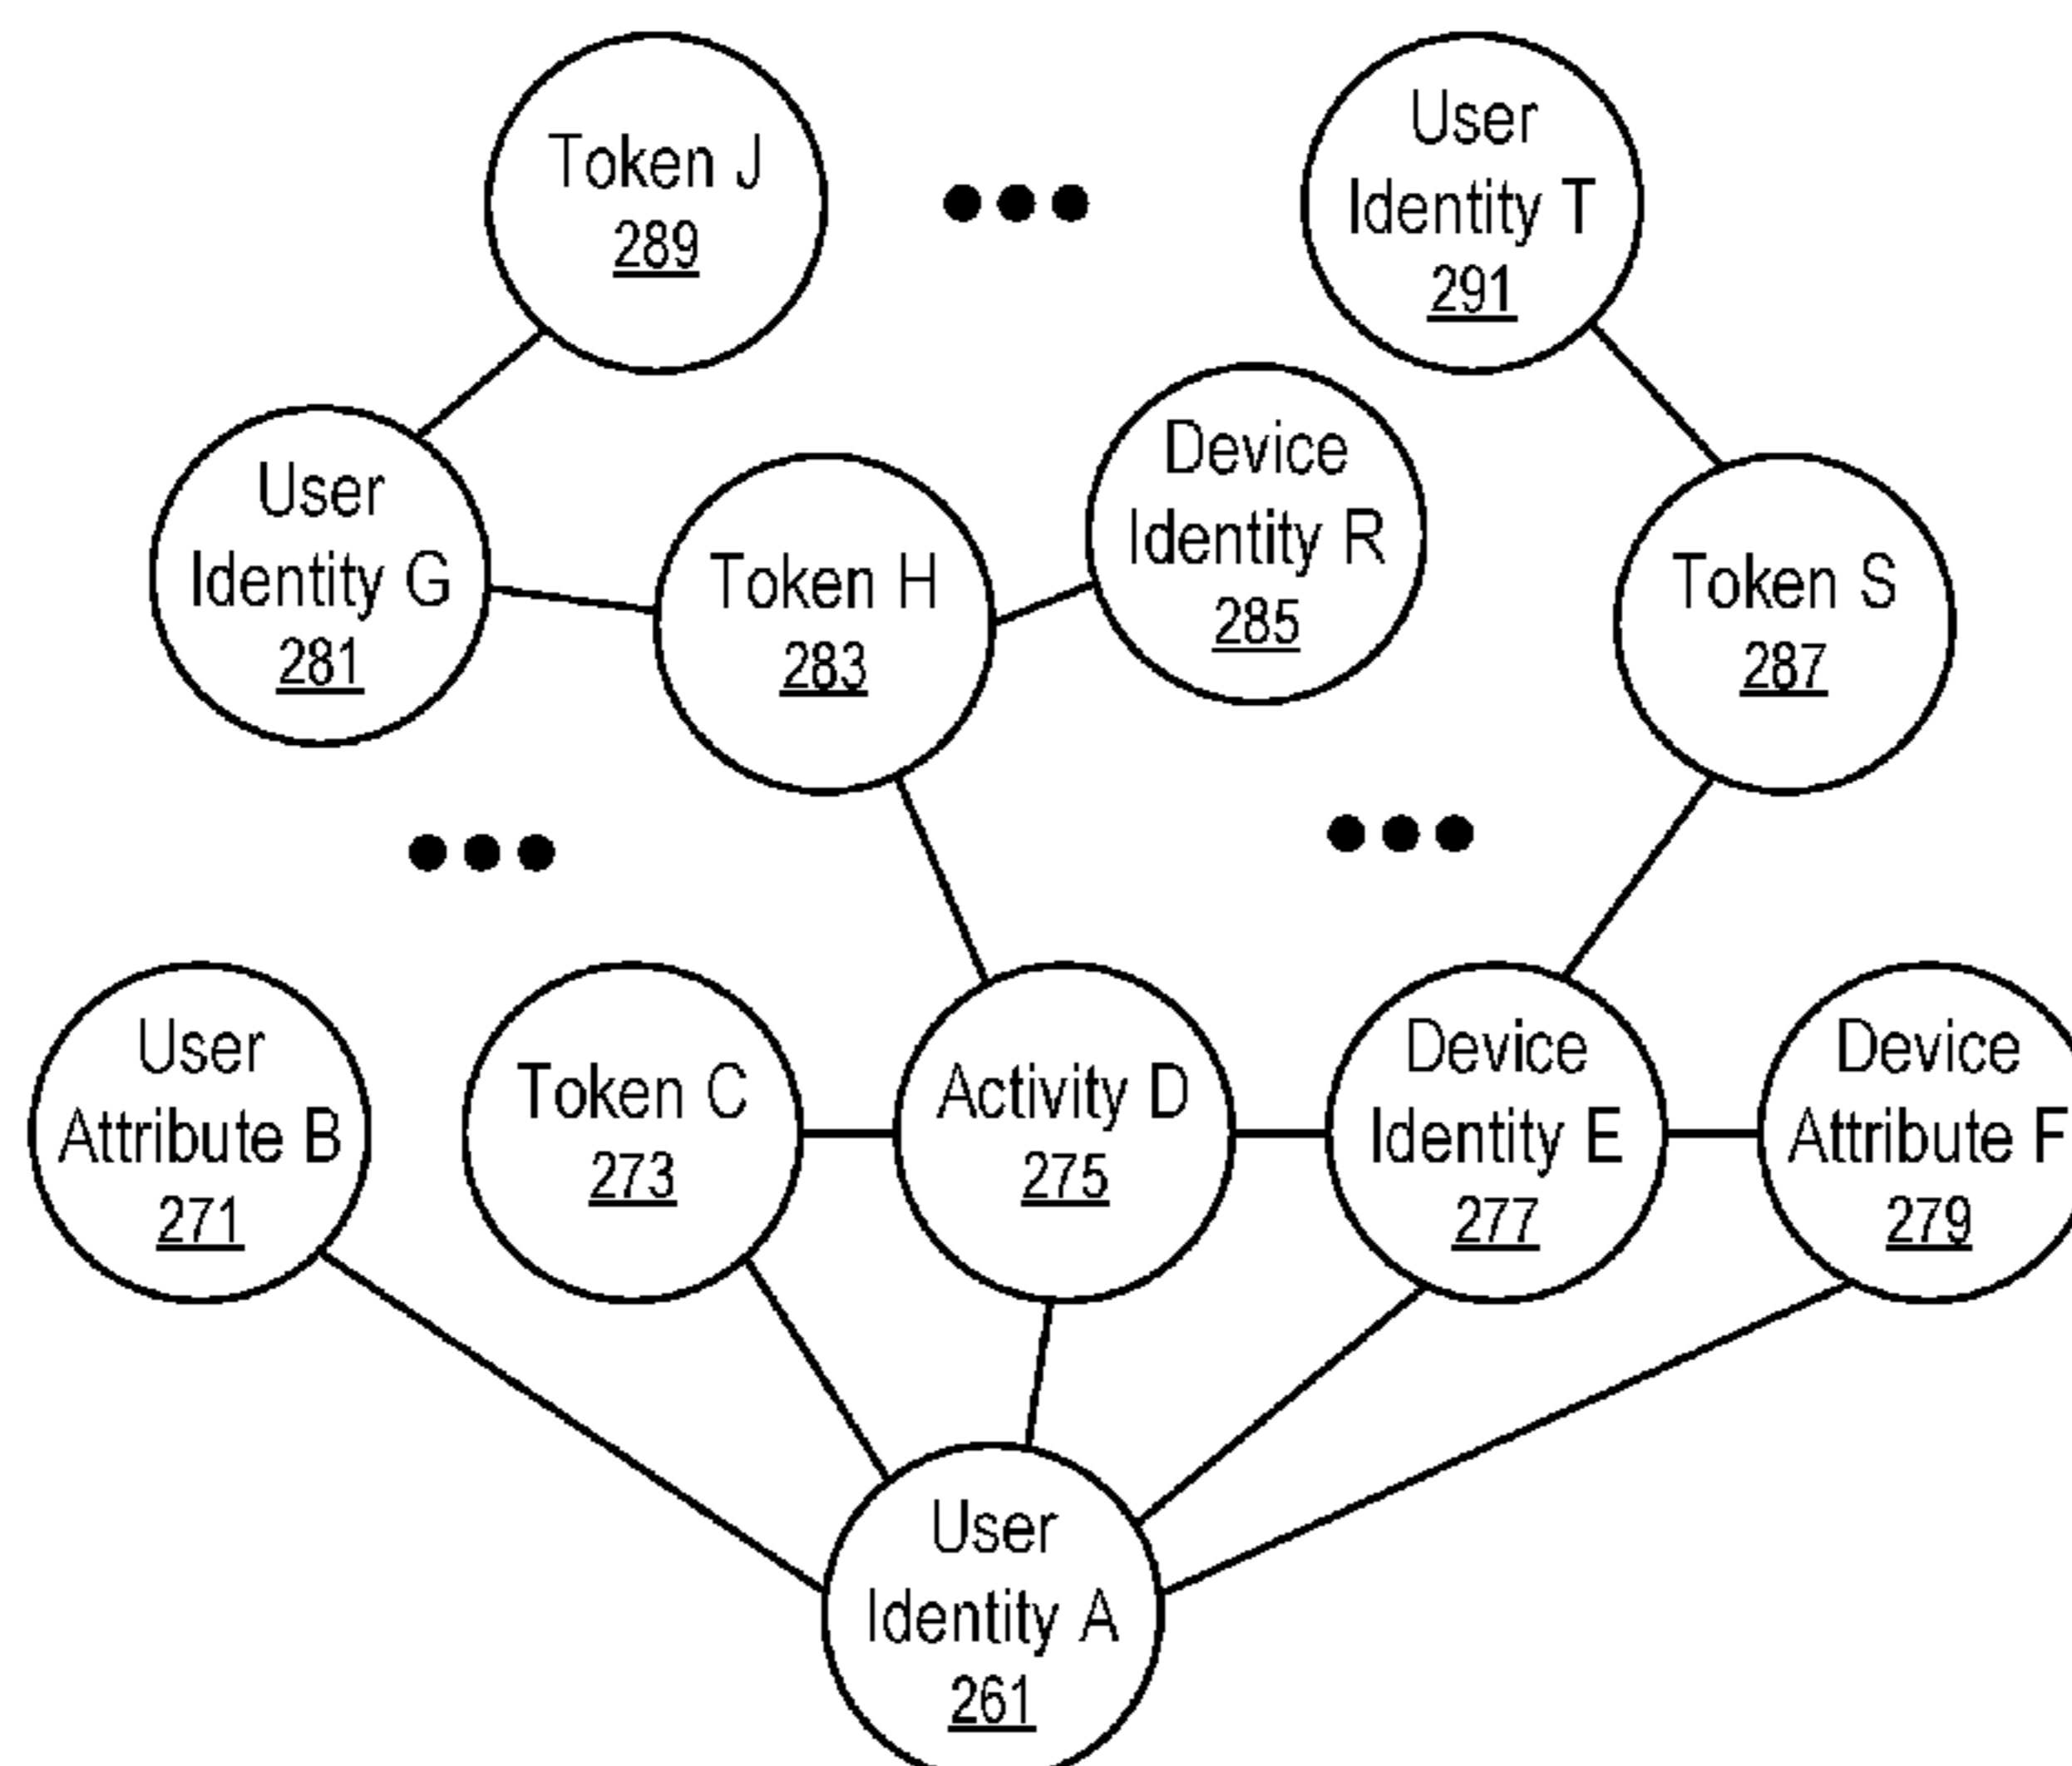 Token J
289
User
Identity T
291
User
Identity G
281
Token H
283
Device
Identity R
285
Token S
287
User
Attribute B
271
Token C
273
Activity D
275
Device
Identity E
277
Device
Attribute F
279
User
Identity A
261